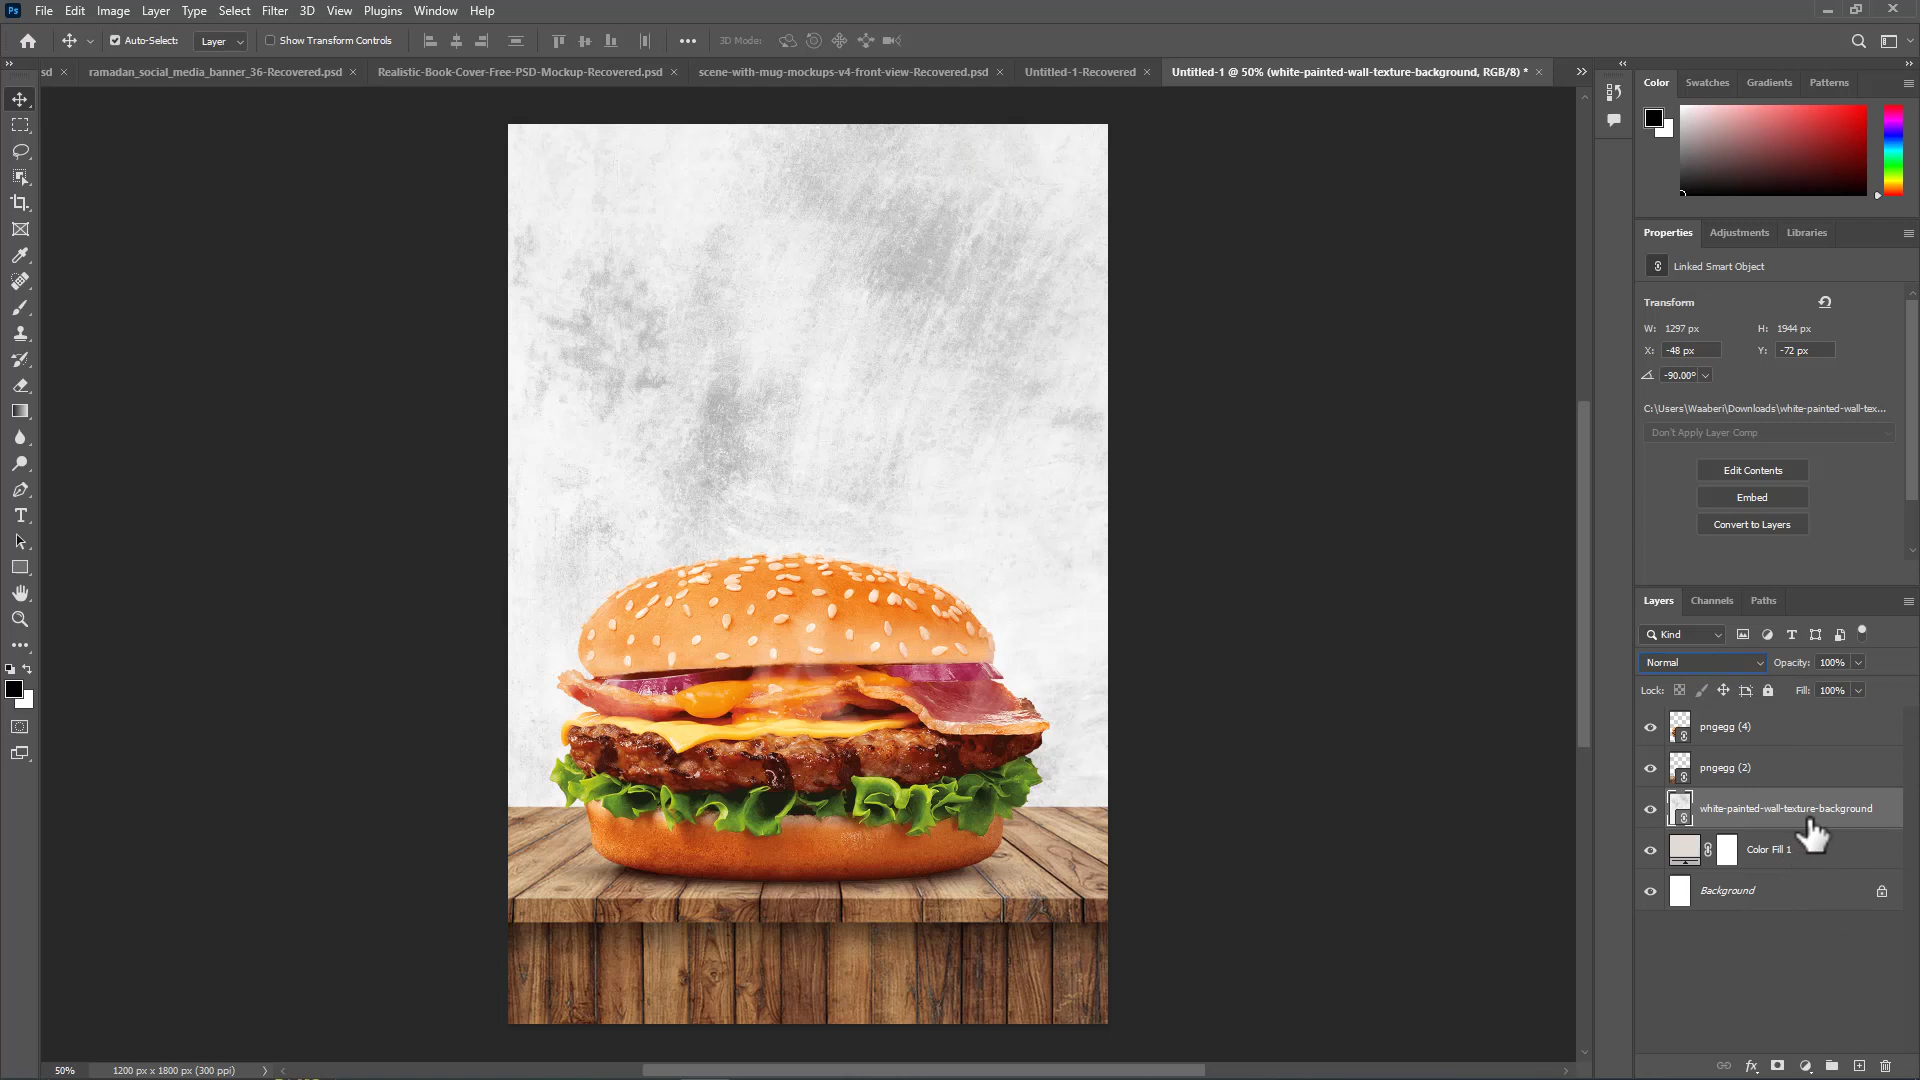 Ps File Edit Image Layer Type Select Filter 3D View Plugins Window Help
Auto-Select: Layer Show Transform Controls 3D Mode:
sd × ramadan_social_media_banner_36-Recovered.psd × Realistic-Book-Cover-Free-PSD-Mockup-Recovered.psd × scene-with-mug-mockups-v4-front-view-Recovered.psd × Untitled-1-Recovered × Untitled-1 @ 50% (white-painted-wall-texture-background, RGB/8) * ×
Color Swatches Gradients Patterns
Properties Adjustments Libraries
Linked Smart Object
Transform
W: 1297 px H: 1944 px
X: -48 px Y: -72 px
-90.00°
C:\Users\Waaberi\Downloads\white-painted-wall-tex...
Don't Apply Layer Comp
Edit Contents
Embed
Convert to Layers
Layers Channels Paths
Kind
Normal Opacity: 100%
Lock: Fill: 100%
pngegg (4)
pngegg (2)
white-painted-wall-texture-background
Color Fill 1
Background
fx
50% 1200 px x 1800 px (300 ppi)